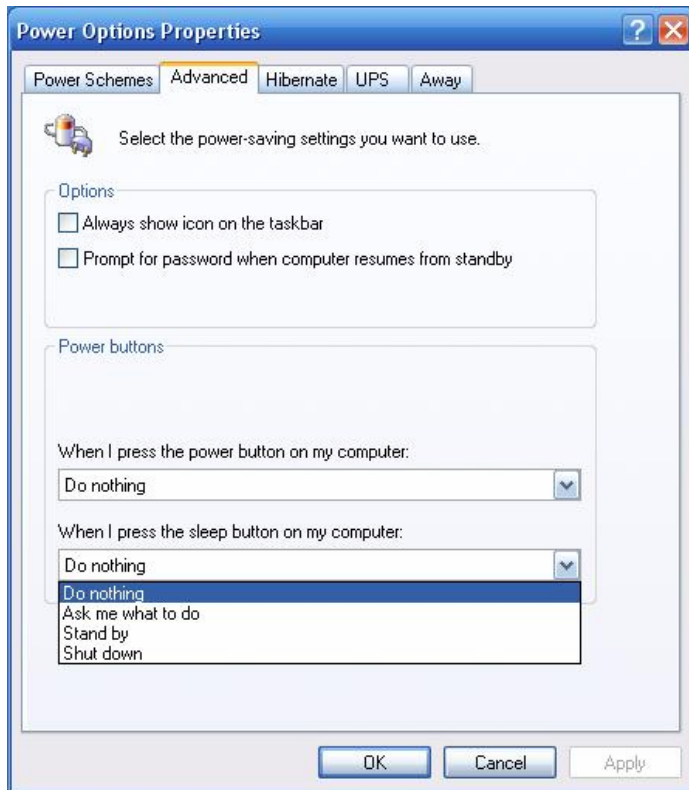 Power Options Properties
?
Power Schemes Advanced Hibernate UPS Away
Select the power-saving settings you want to use.
Options
Always show icon on the taskbar
Prompt for password when computer resumes from standby
Power buttons
When I press the power button on my computer:
Do nothing
When I press the sleep button on my computer:
Do nothing
Do nothing
Ask me what to do
Stand by
Shut down
OK Cancel Apply